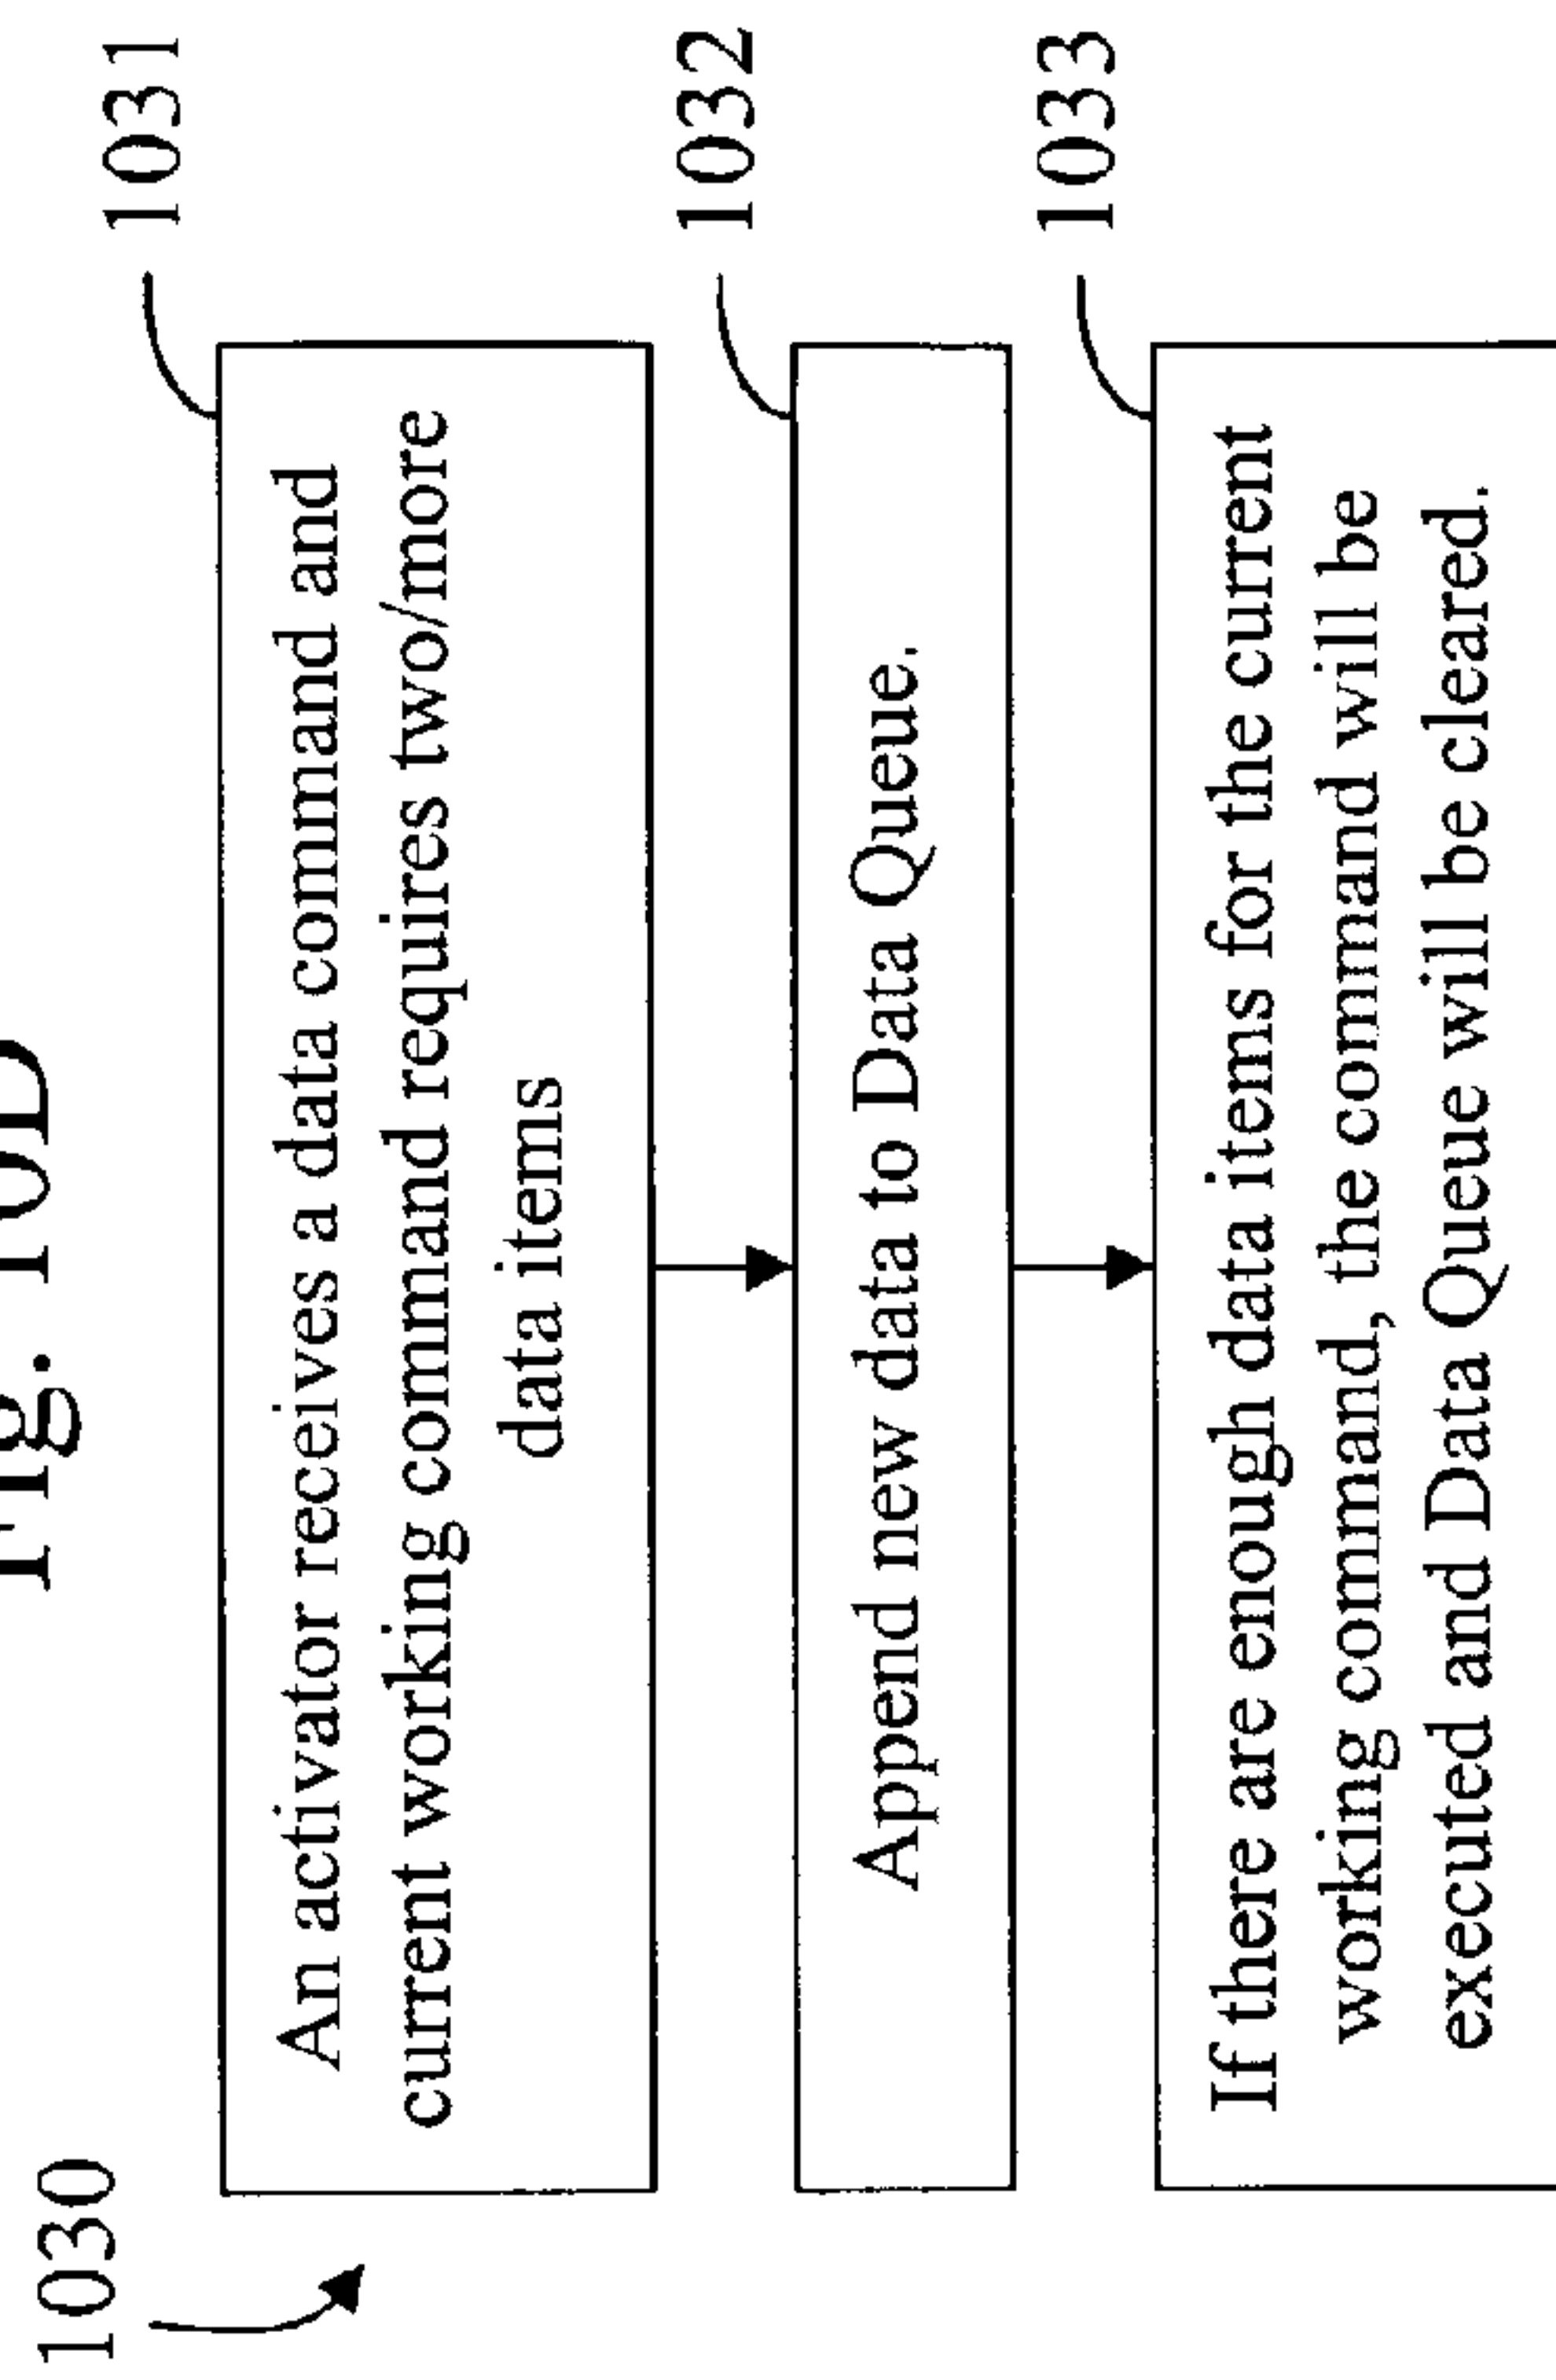 Fig. 10D
1030
1031
An activator receives a data command and
current working command requires two/more
data items
1032
Append new data to Data Queue.
1033
If there are enough data items for the current
working command, the command will be
executed and Data Queue will be cleared.